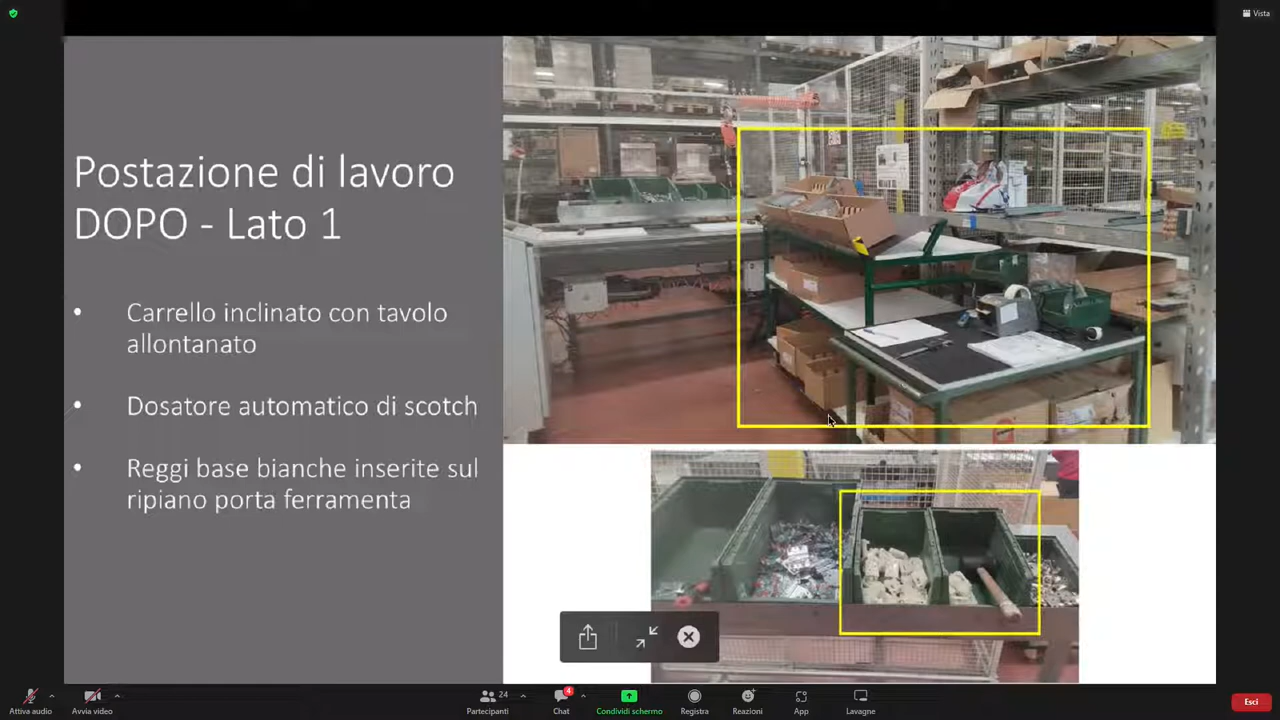 Vista
Postazione di lavoro
DOPO - Lato 1
• Carrello inclinato con tavolo
allontanato
• Dosatore automatico di scotch
• Reggi base bianche inserite sul
ripiano porta ferramenta
Attiva audio
Avvia video
24
Partecipanti
4
Chat
Condividi schermo
Registra
Reazioni
App
Lavagne
Esci